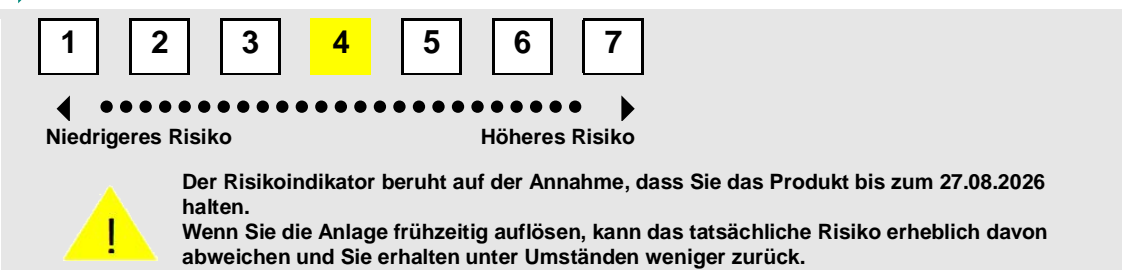 1 2 3 4 5 6 7
Niedrigeres Risiko Höheres Risiko
Der Risikoindikator beruht auf der Annahme, dass Sie das Produkt bis zum 27.08.2026
halten.
Wenn Sie die Anlage frühzeitig auflösen, kann das tatsächliche Risiko erheblich davon
abweichen und Sie erhalten unter Umständen weniger zurück.
!